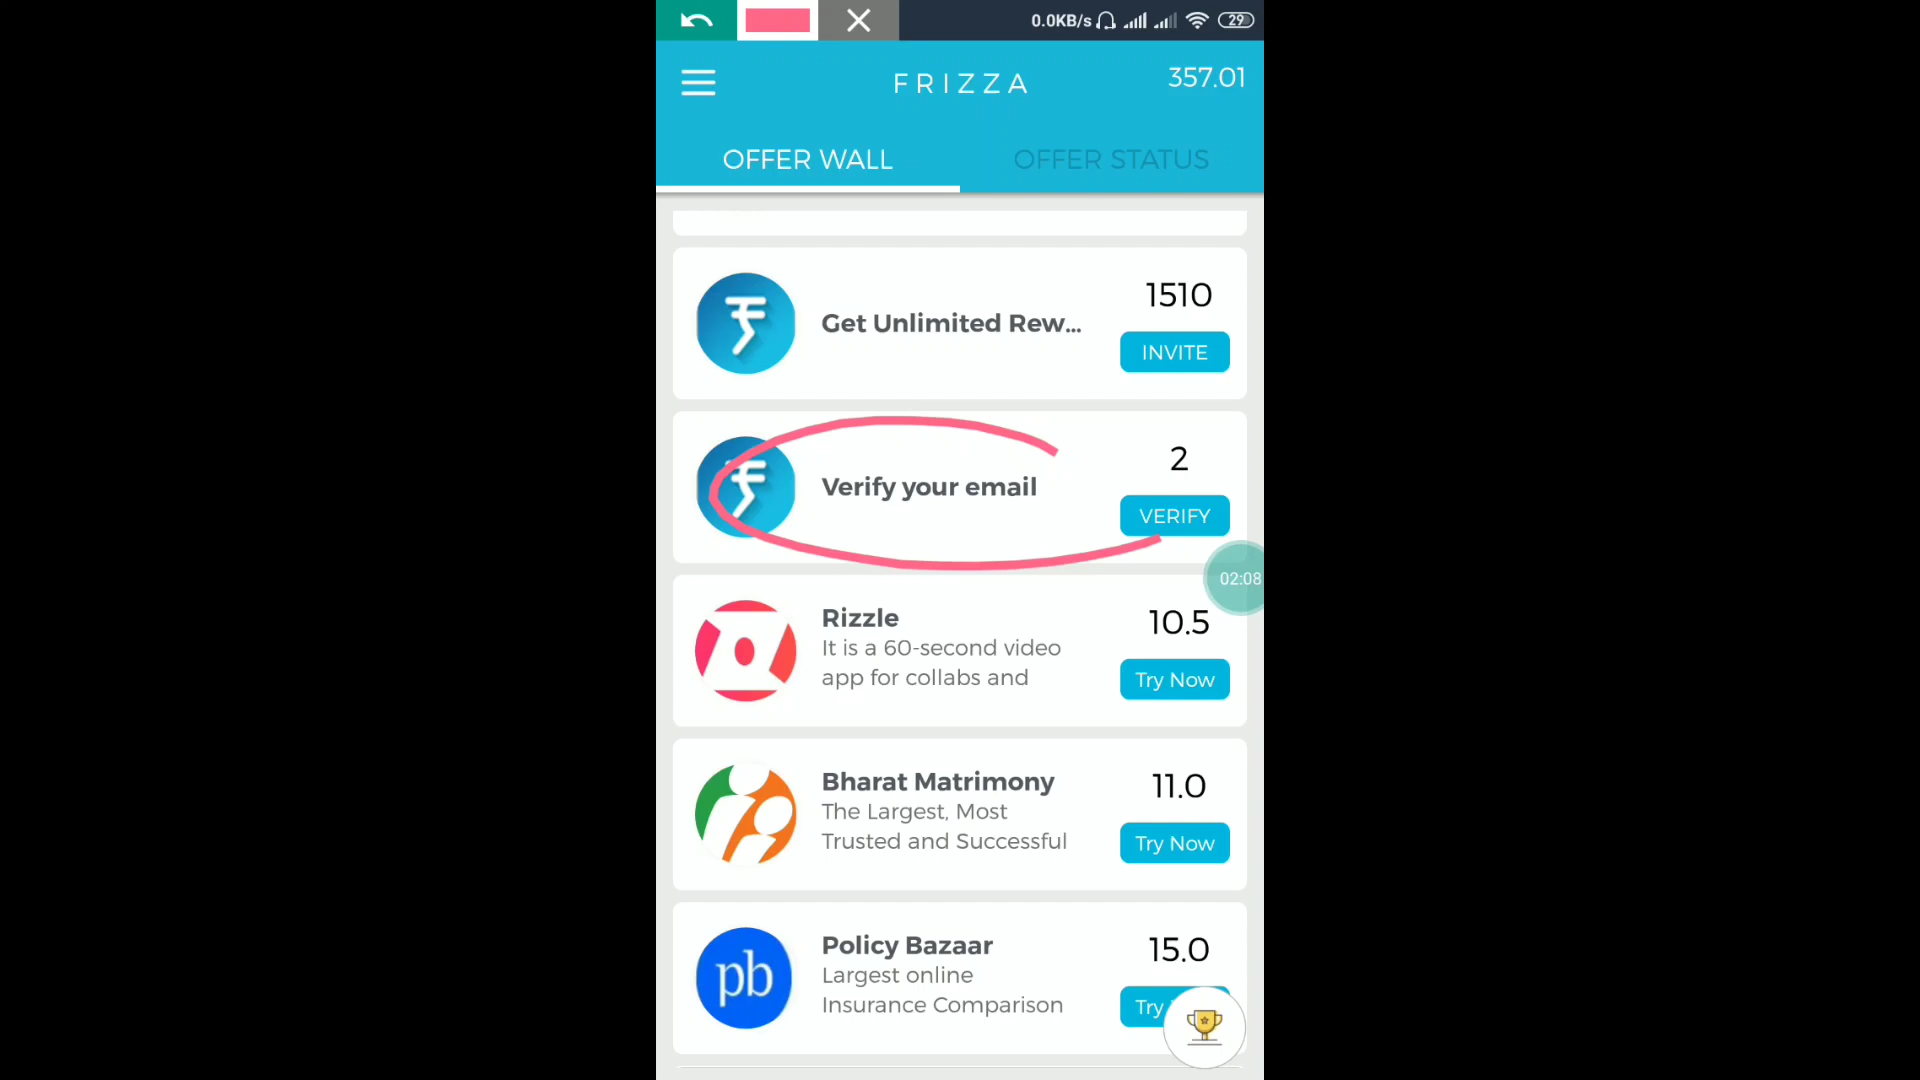 0.0KB/s 29
FRIZZA
357.01
OFFER WALL
OFFER STATUS
1510
Get Unlimited Rew...
INVITE
2
Verify your email
VERIFY
02:08
Rizzle
10.5
It is a 60-second video
app for collabs and
Try Now
Bharat Matrimony
11.0
The Largest, Most
Trusted and Successful
Try Now
Policy Bazaar
15.0
pb
Largest online
Insurance Comparison
Try